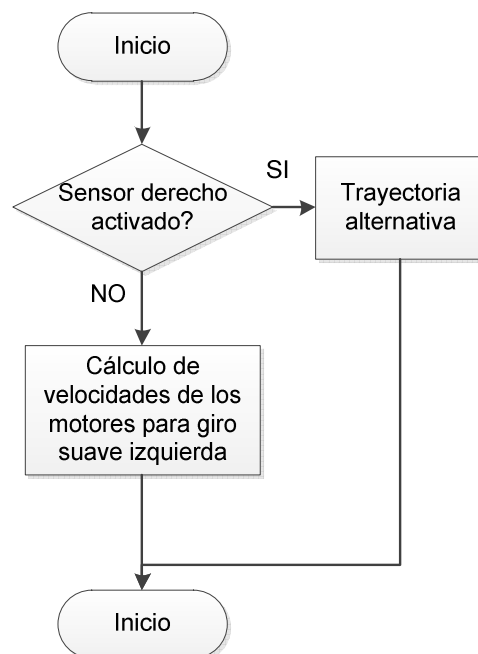 Inicio
Sensor derecho
activado?
SI
Trayectoria
alternativa
NO
Cálculo de
velocidades de los
motores para giro
suave izquierda
Inicio